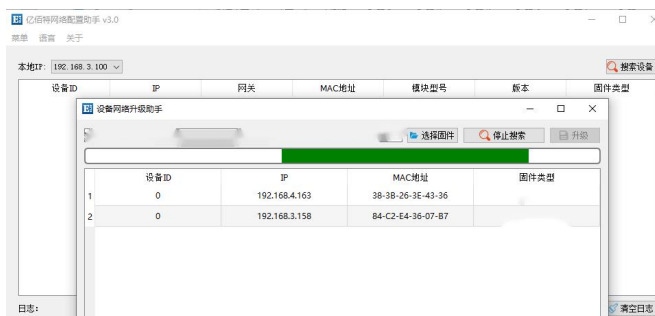 亿佰特网络配置助手 v3.0
菜单 语言 关于
本地IP: 192.168.3.100 搜索设备
设备ID IP 网关 MAC地址 模块型号 版本 固件类型
设备网络升级助手
选择固件 停止搜索 升级
设备ID IP MAC地址 固件类型
1 0 192.168.4.163 38-3B-26-3E-43-36
2 0 192.168.3.158 84-C2-E4-36-07-B7
日志: 清空日志